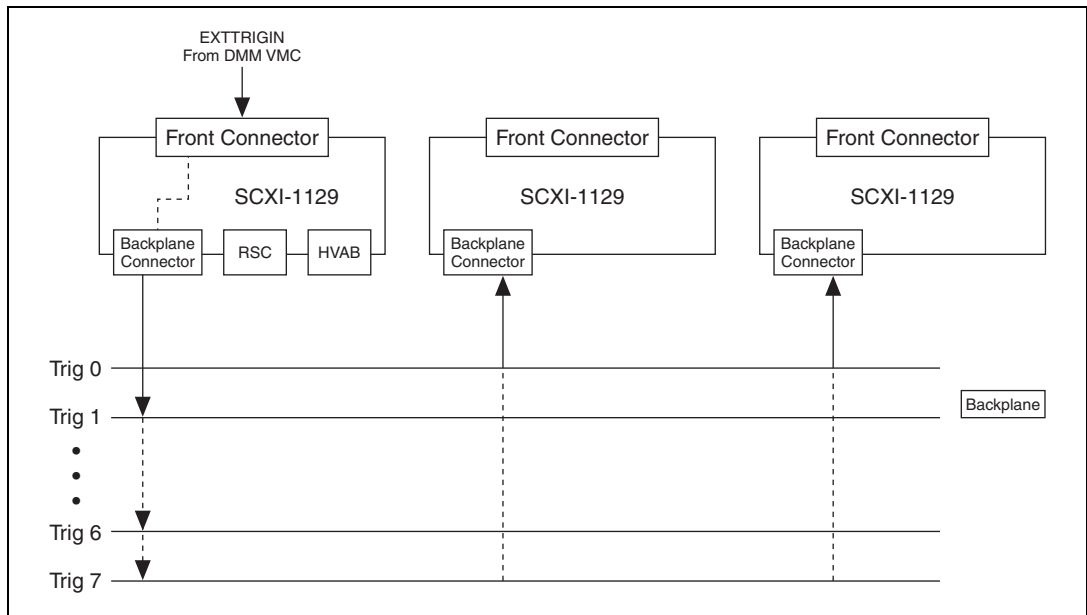 EXTTRIGIN
From DMM VMC
Front Connector
Front Connector
Front Connector
SCXI-1129
SCXI-1129
SCXI-1129
Backplane
Connector
RSC
HVAB
Backplane
Connector
Backplane
Connector
Trig 0
Trig 1
Backplane
Trig 6
Trig 7